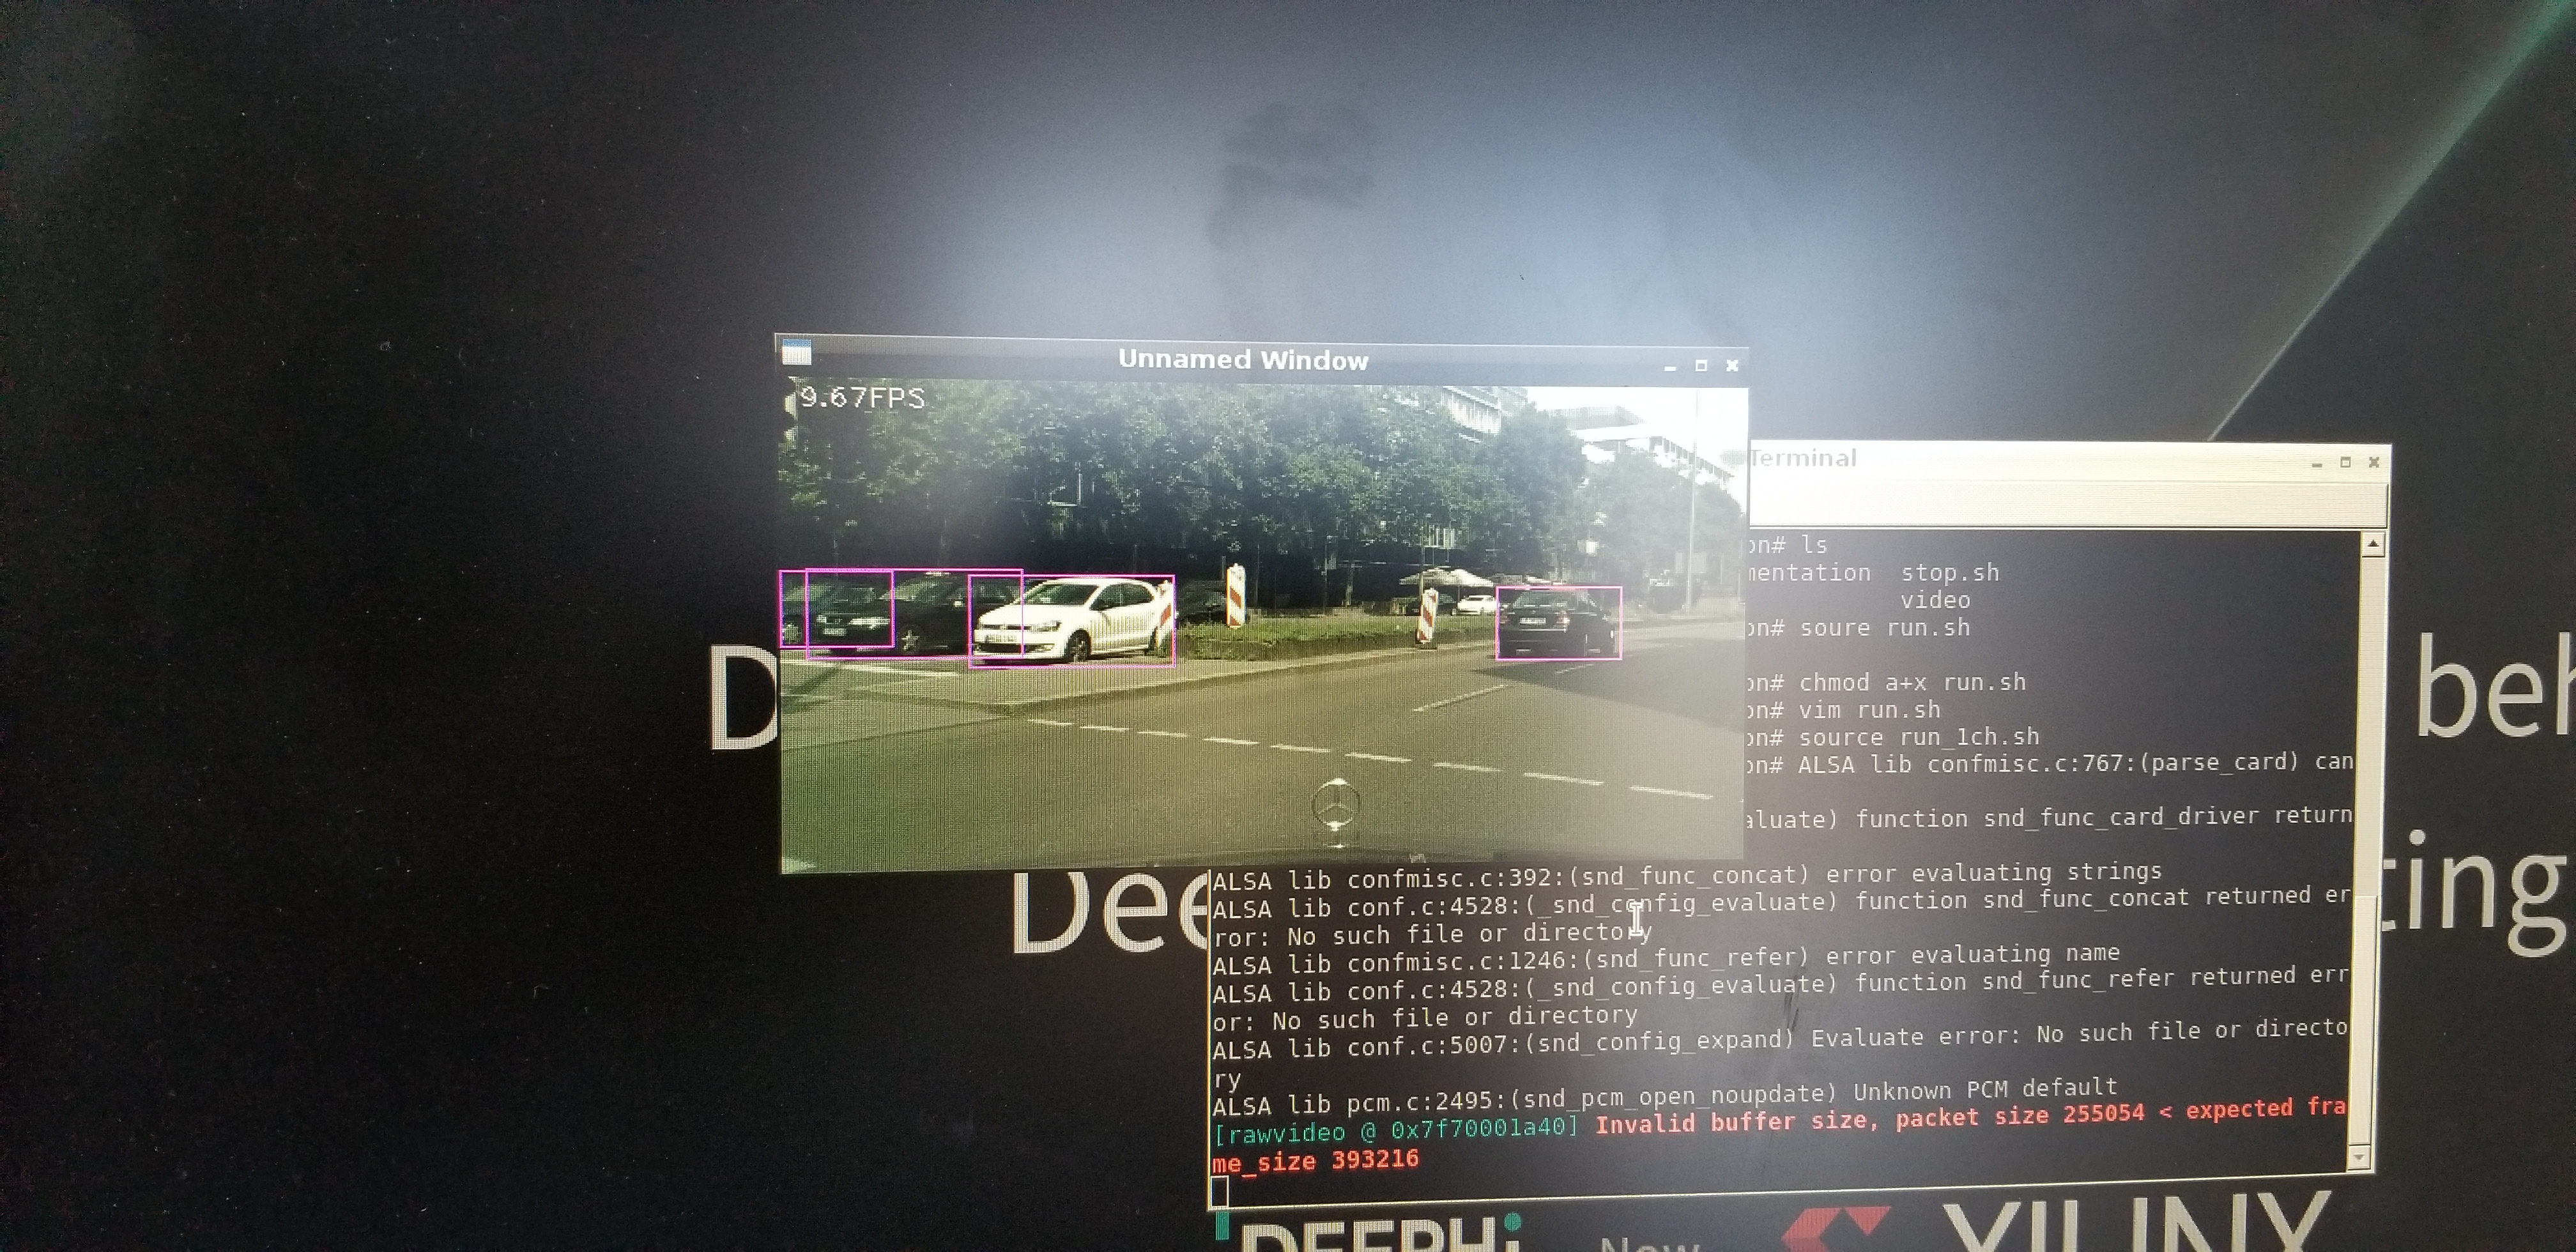 Unnamed Window
9.67FPS
Terminal
on# ls
mentation stop.sh
video
on# soure run.sh
on# chmod a+x run.sh
on# vim run.sh
on# source run_1ch.sh
on# ALSA lib confmisc.c:767:(parse_card) can
aluate) function snd_func_card_driver return
ALSA lib confmisc.c:392:(snd_func_concat) error evaluating strings
ALSA lib conf.c:4528:(_snd_config_evaluate) function snd_func_concat returned er
ror: No such file or directory
ALSA lib confmisc.c:1246:(snd_func_refer) error evaluating name
ALSA lib conf.c:4528:(_snd_config_evaluate) function snd_func_refer returned err
or: No such file or directory
ALSA lib conf.c:5007:(snd_config_expand) Evaluate error: No such file or directo
ry
ALSA lib pcm.c:2495:(snd_pcm_open_noupdate) Unknown PCM default
[rawvideo @ 0x7f70001a40] Invalid buffer size, packet size 255054 < expected fra
me_size 393216
D beh
Dee ting
DEEPHi Now XILINX